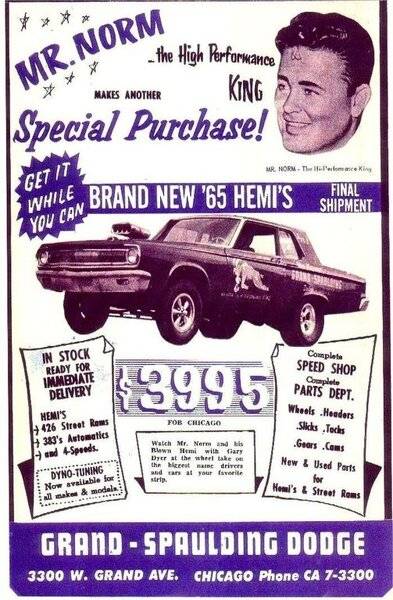 MR. NORM
...the High Performance
KING
MAKES ANOTHER
Special Purchase!
MR. NORM - The Hi-Performance King
GET IT
WHILE
YOU CAN
BRAND NEW '65 HEMI'S
FINAL
SHIPMENT
GRAND SPAULDING
IN STOCK
READY FOR
IMMEDIATE
DELIVERY
HEMI'S
426 Street Rams
383's Automatics
and 4-Speeds.
DYNO-TUNING
Now available for
all makes & models.
$3995
FOB CHICAGO
Watch Mr. Norm and his
Blown Hemi with Gary
Dyer at the wheel take on
the biggest name drivers
and cars at your favorite
strip.
Complete
SPEED SHOP
Complete
PARTS DEPT.
Wheels . Headers
. Slicks . Tachs
. Gears . Cams
New & Used Parts
for
Hemi's & Street Rams
GRAND - SPAULDING DODGE
3300 W. GRAND AVE. CHICAGO Phone CA 7-3300